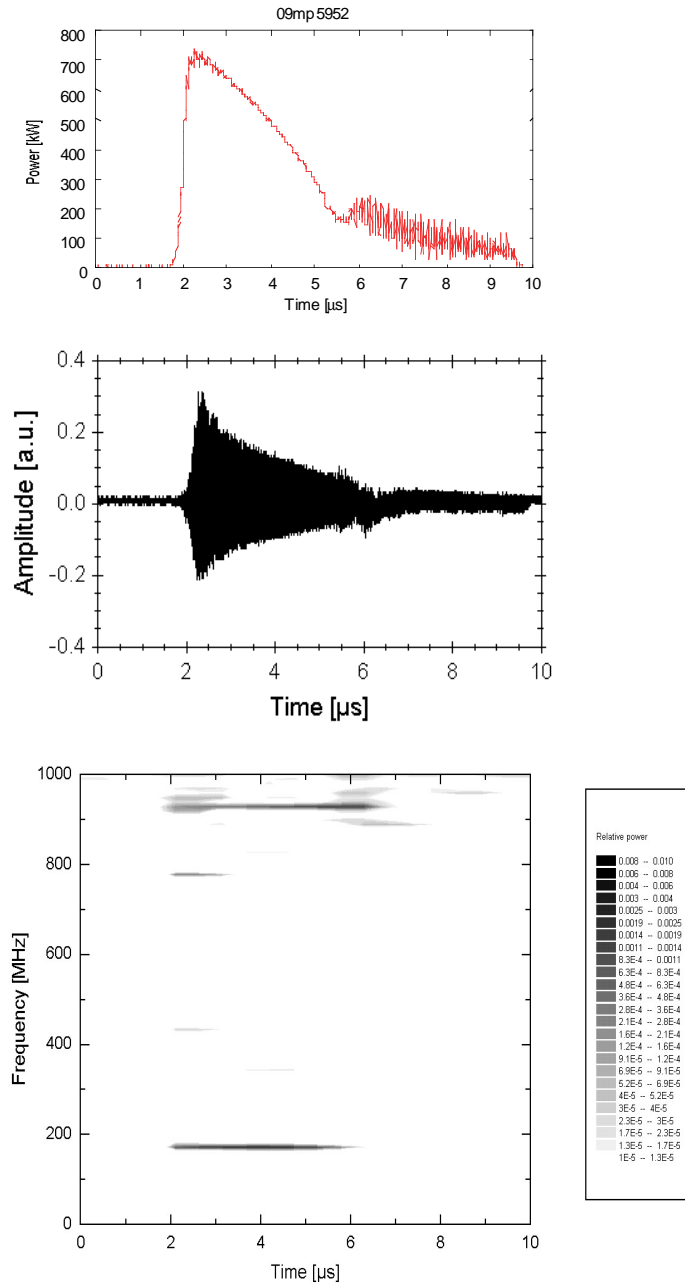 09mp 5952
800
700
600
500
400
300
200
100
0
Power [kW]
0 1 2 3 4 5 6 7 8 9 10
Time [µs]
0.4
0.2
0.0
-0.2
-0.4
Amplitude [a.u.]
0 2 4 6 8 10
Time [µs]
1000
800
600
400
200
0
Frequency [MHz]
0 2 4 6 8 10
Time [µs]
Relative power
0.008 -- 0.010
0.006 -- 0.008
0.004 -- 0.006
0.003 -- 0.004
0.0025 -- 0.003
0.0019 -- 0.0025
0.0014 -- 0.0019
0.0011 -- 0.0014
8.3E-4 -- 0.0011
6.3E-4 -- 8.3E-4
4.8E-4 -- 6.3E-4
3.6E-4 -- 4.8E-4
2.8E-4 -- 3.6E-4
2.1E-4 -- 2.8E-4
1.6E-4 -- 2.1E-4
1.2E-4 -- 1.6E-4
9.1E-5 -- 1.2E-4
6.9E-5 -- 9.1E-5
5.2E-5 -- 6.9E-5
4E-5 -- 5.2E-5
3E-5 -- 4E-5
2.3E-5 -- 3E-5
1.7E-5 -- 2.3E-5
1.3E-5 -- 1.7E-5
1E-5 -- 1.3E-5